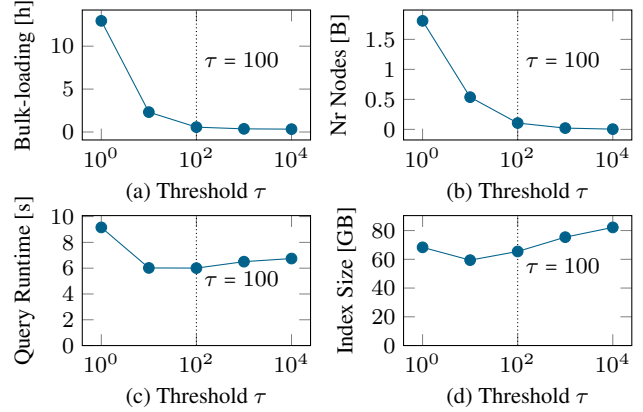 Bulk-loading [h]
10
5
0
τ = 100
10^0 10^2 10^4
(a) Threshold τ
Nr Nodes [B]
1.5
1
0.5
0
τ = 100
10^0 10^2 10^4
(b) Threshold τ
Query Runtime [s]
10
8
6
4
2
0
τ = 100
10^0 10^2 10^4
(c) Threshold τ
Index Size [GB]
80
60
40
20
0
τ = 100
10^0 10^2 10^4
(d) Threshold τ